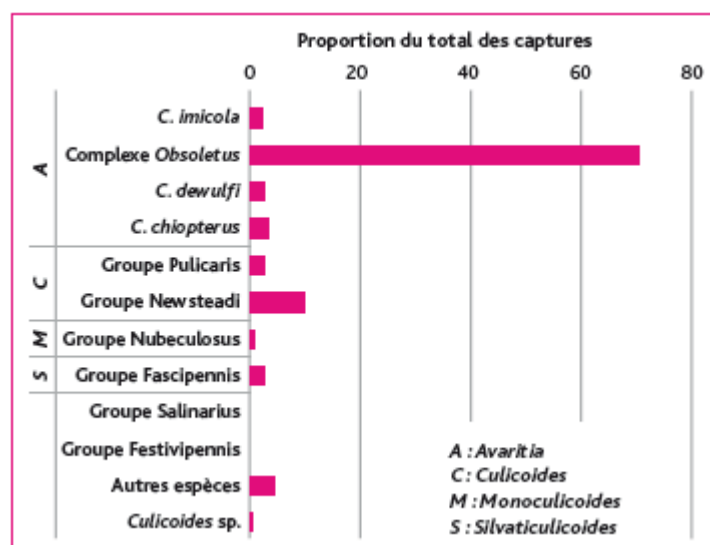 Proportion du total des captures
0 20 40 60 80
A
C. imicola
Complexe Obsoletus
C. dewulfi
C. chiopterus
C
Groupe Pulicaris
Groupe Newsteadi
M
Groupe Nubeculosus
S
Groupe Fascipennis
Groupe Salinarius
Groupe Festivipennis
Autres espèces
Culicoides sp.
A : Avaritia
C : Culicoides
M : Monoculicoides
S : Silvaticulicoides